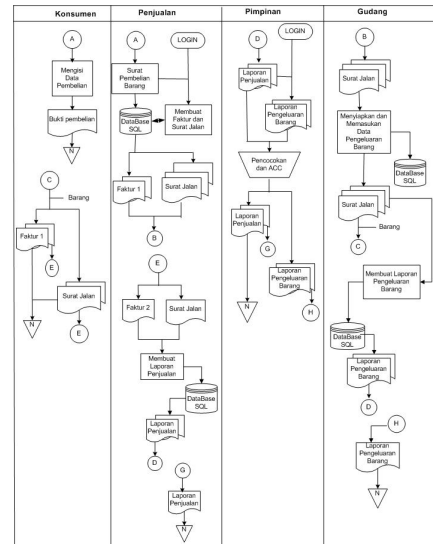 Konsumen
Penjualan
Pimpinan
Gudang
A
Mengisi
Data
Pembelian
Bukti pembelian
N
C
Barang
Faktur 1
E
Surat Jalan
N
E
A
LOGIN
Surat
Pembelian
Barang
DataBase
SQL
Membuat
Faktur dan
Surat Jalan
Faktur 1
Surat Jalan
B
E
Faktur 2
Surat Jalan
Membuat
Laporan
Penjualan
DataBase
SQL
Laporan
Penjualan
D
G
Laporan
Penjualan
N
D
LOGIN
Laporan
Penjualan
Laporan
Pengeluaran
Barang
Pencocokan
dan ACC
Laporan
Penjualan
G
Laporan
Pengeluaran
Barang
N
H
B
Surat Jalan
Menyiapkan dan
Memasukan
Data
Pengeluaran
Barang
DataBase
SQL
Surat Jalan
Barang
C
Membuat Laporan
Pengeluaran
Barang
DataBase
SQL
Laporan
Pengeluaran
Barang
D
H
Laporan
Pengeluaran
Barang
N